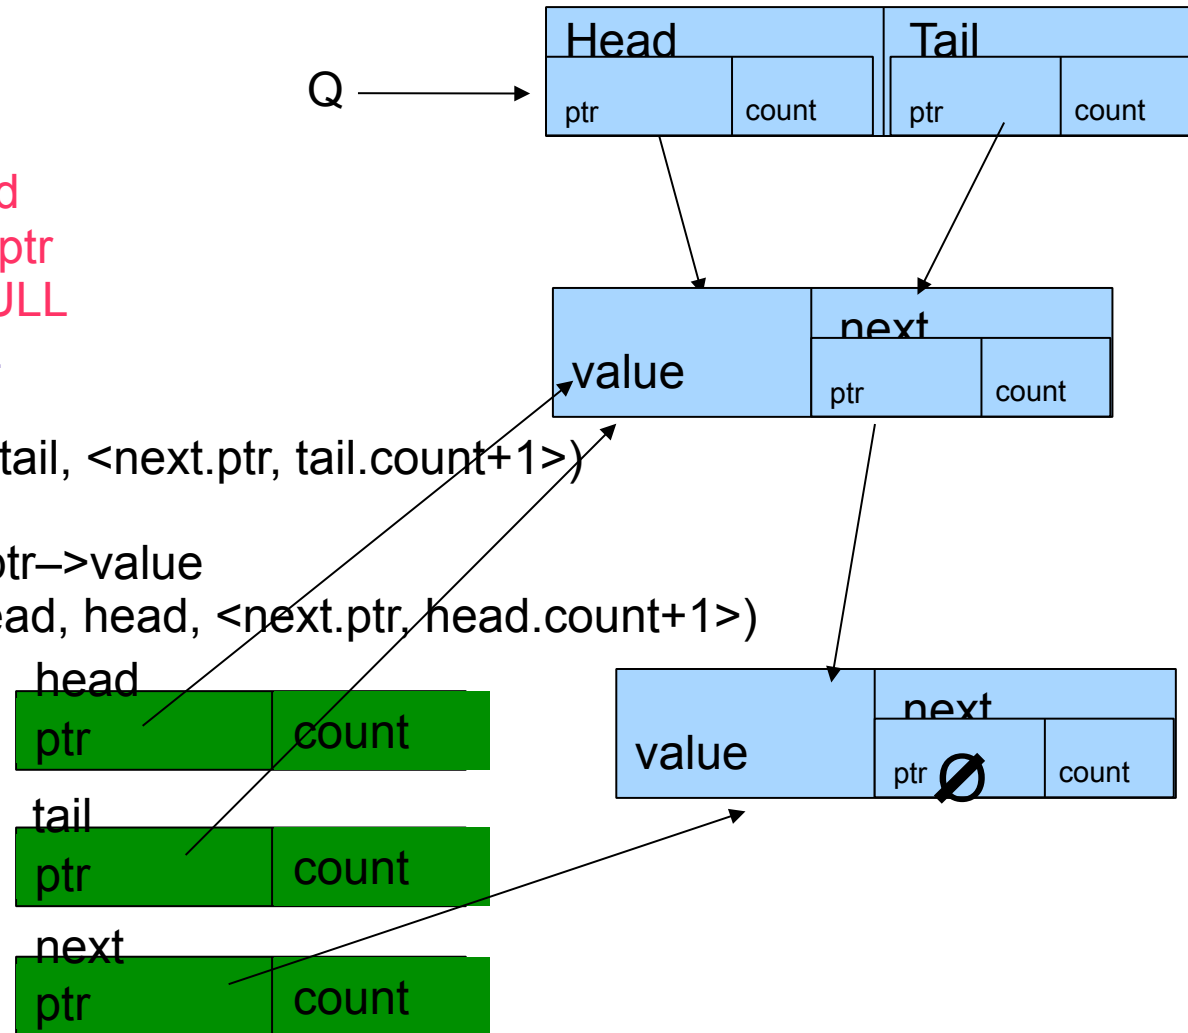 Head Tail
Q
ptr count ptr count
d
ptr
ULL
next
value
ptr count
tail, <next.ptr, tail.count+1>)
ptr–>value
ead, head, <next.ptr, head.count+1>)
head
ptr count
next
value
ptr Ø count
tail
ptr count
next
ptr count